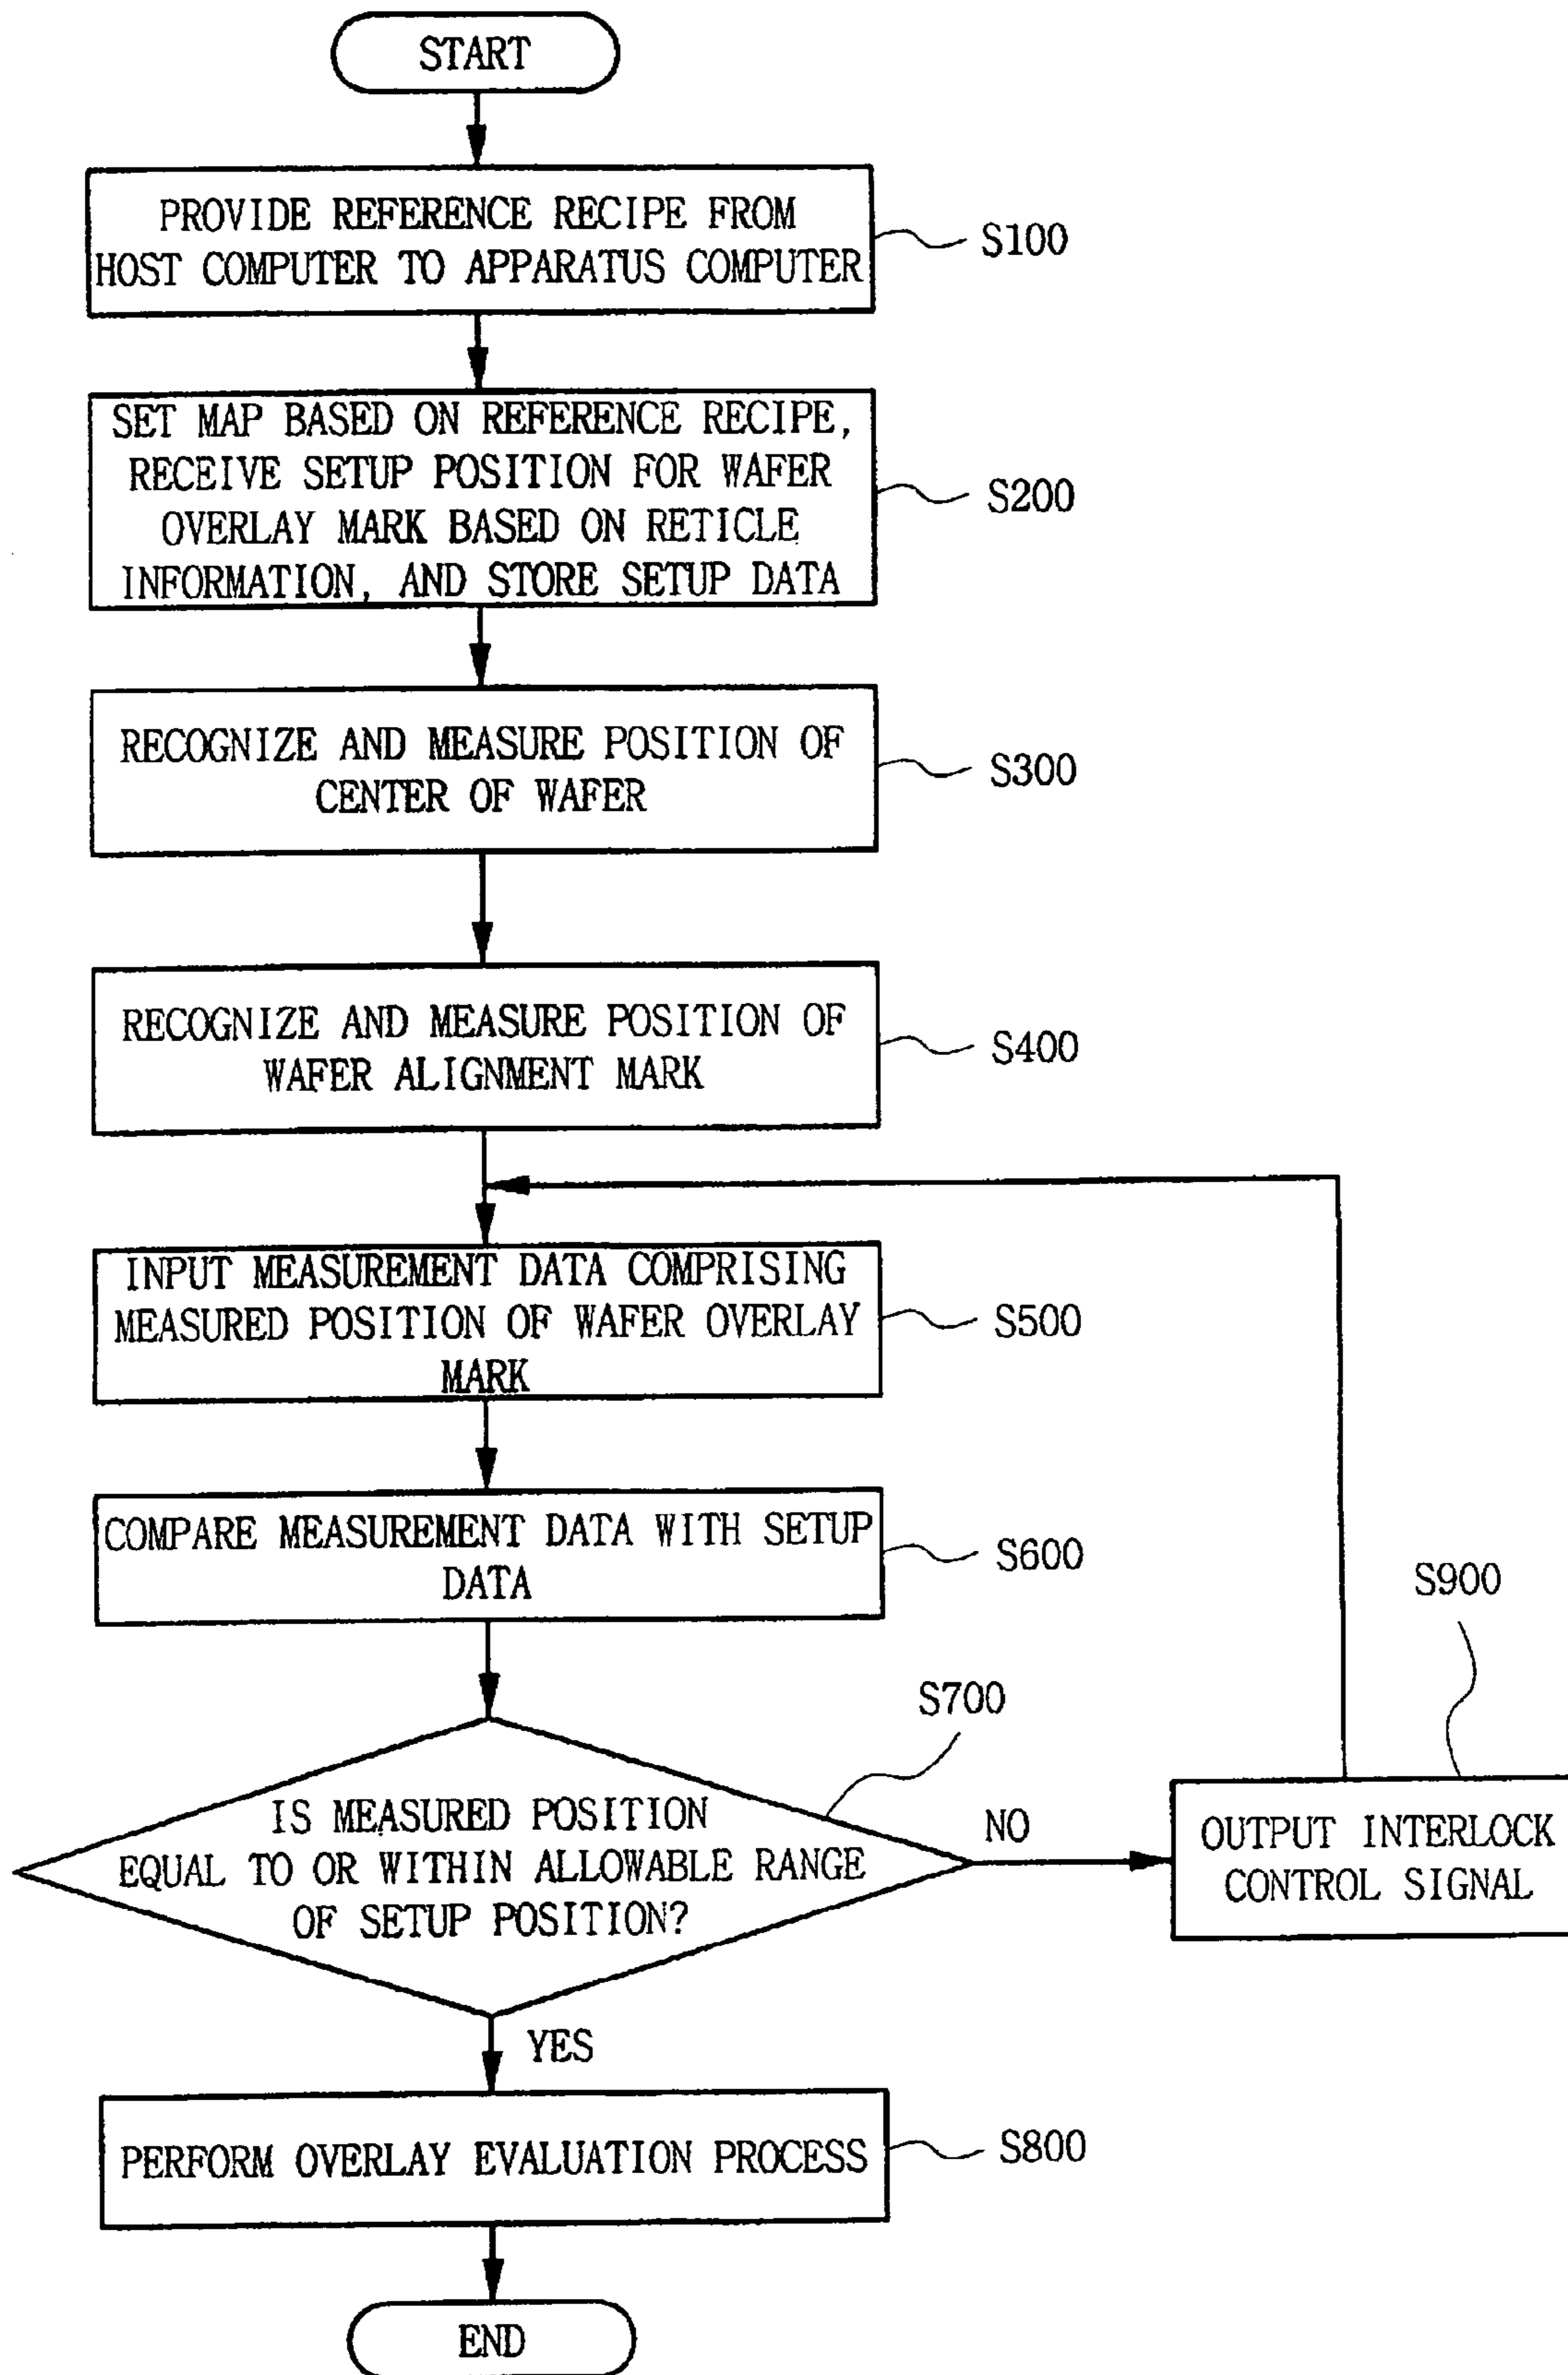 START
PROVIDE REFERENCE RECIPE FROM
HOST COMPUTER TO APPARATUS COMPUTER
S100
SET MAP BASED ON REFERENCE RECIPE,
RECEIVE SETUP POSITION FOR WAFER
OVERLAY MARK BASED ON RETICLE
INFORMATION, AND STORE SETUP DATA
S200
RECOGNIZE AND MEASURE POSITION OF
CENTER OF WAFER
S300
RECOGNIZE AND MEASURE POSITION OF
WAFER ALIGNMENT MARK
S400
INPUT MEASUREMENT DATA COMPRISING
MEASURED POSITION OF WAFER OVERLAY
MARK
S500
COMPARE MEASUREMENT DATA WITH SETUP
DATA
S600
S700
IS MEASURED POSITION
EQUAL TO OR WITHIN ALLOWABLE RANGE
OF SETUP POSITION?
NO
S900
OUTPUT INTERLOCK
CONTROL SIGNAL
YES
PERFORM OVERLAY EVALUATION PROCESS
S800
END